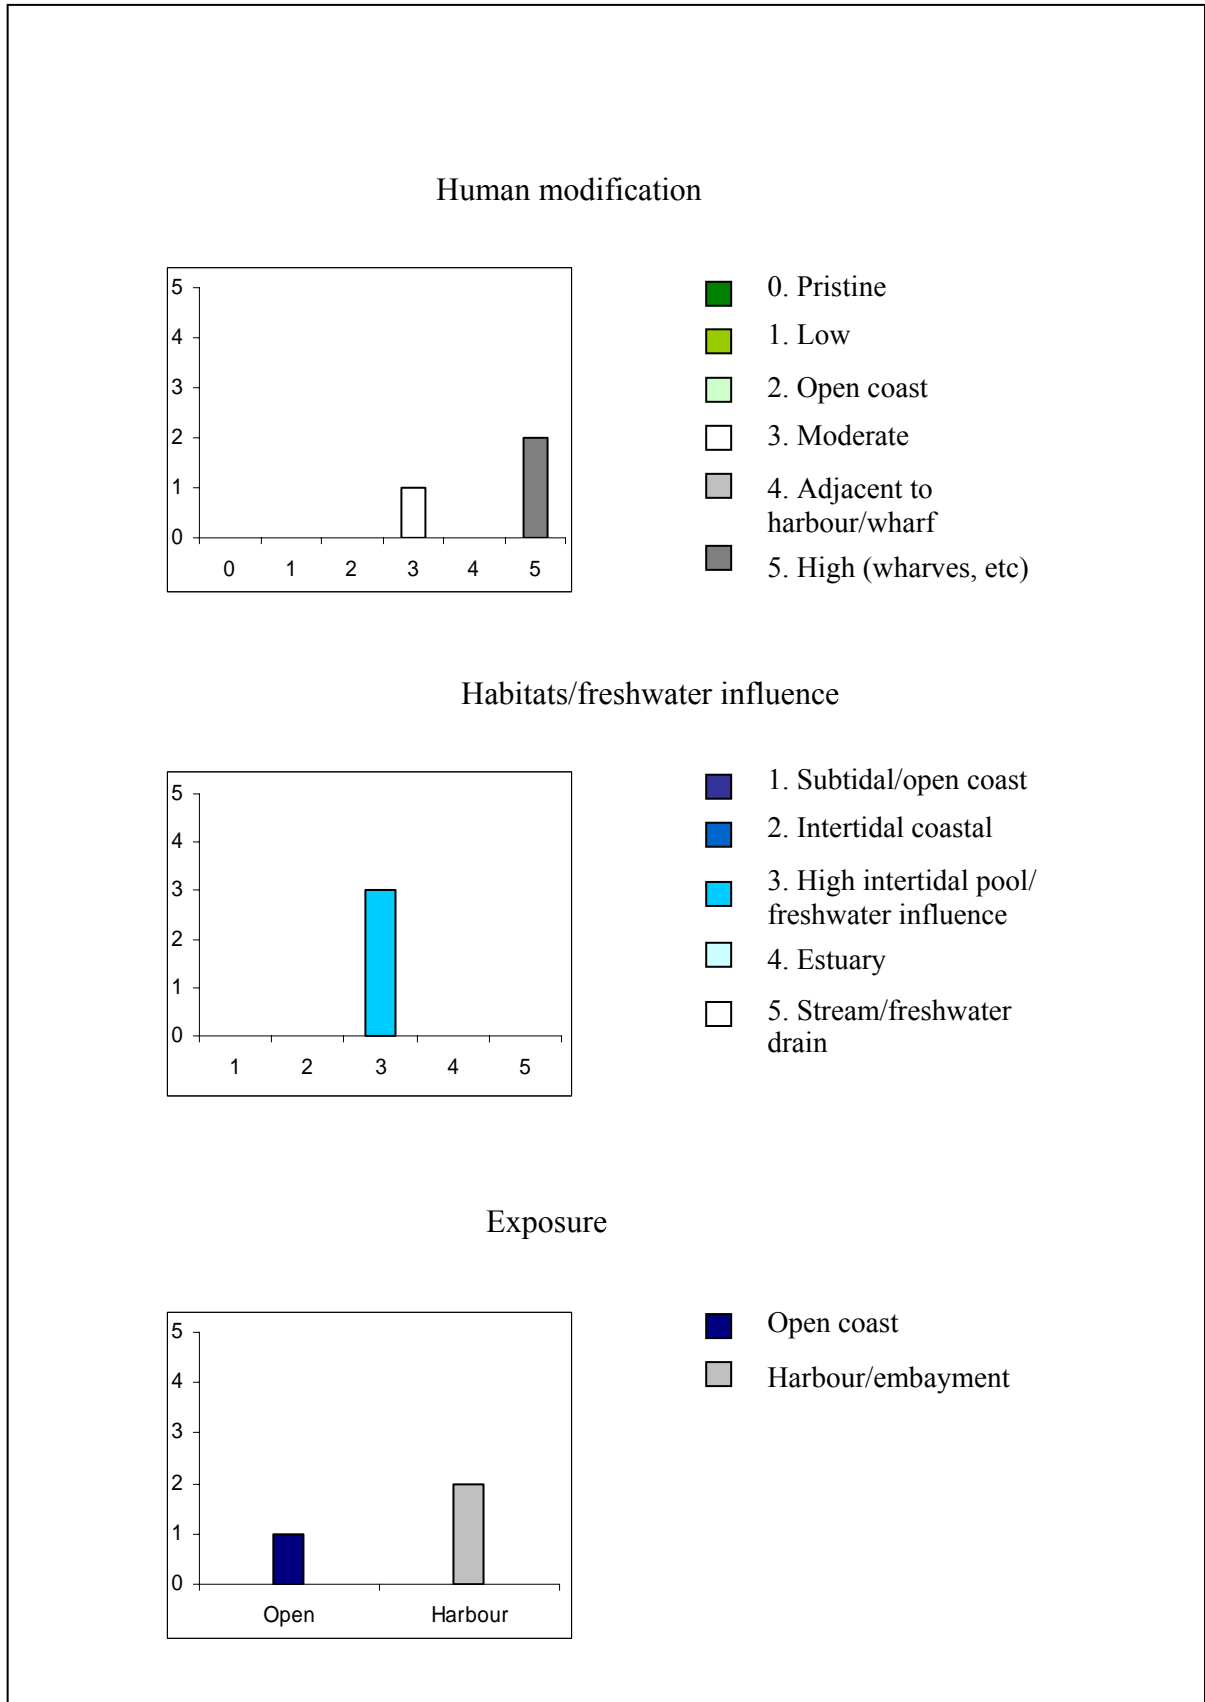 Human modification
5
4
3
2
1
0
0 1 2 3 4 5
0. Pristine
1. Low
2. Open coast
3. Moderate
4. Adjacent to
harbour/wharf
5. High (wharves, etc)
Habitats/freshwater influence
5
4
3
2
1
0
1 2 3 4 5
1. Subtidal/open coast
2. Intertidal coastal
3. High intertidal pool/
freshwater influence
4. Estuary
5. Stream/freshwater
drain
Exposure
5
4
3
2
1
0
Open Harbour
Open coast
Harbour/embayment